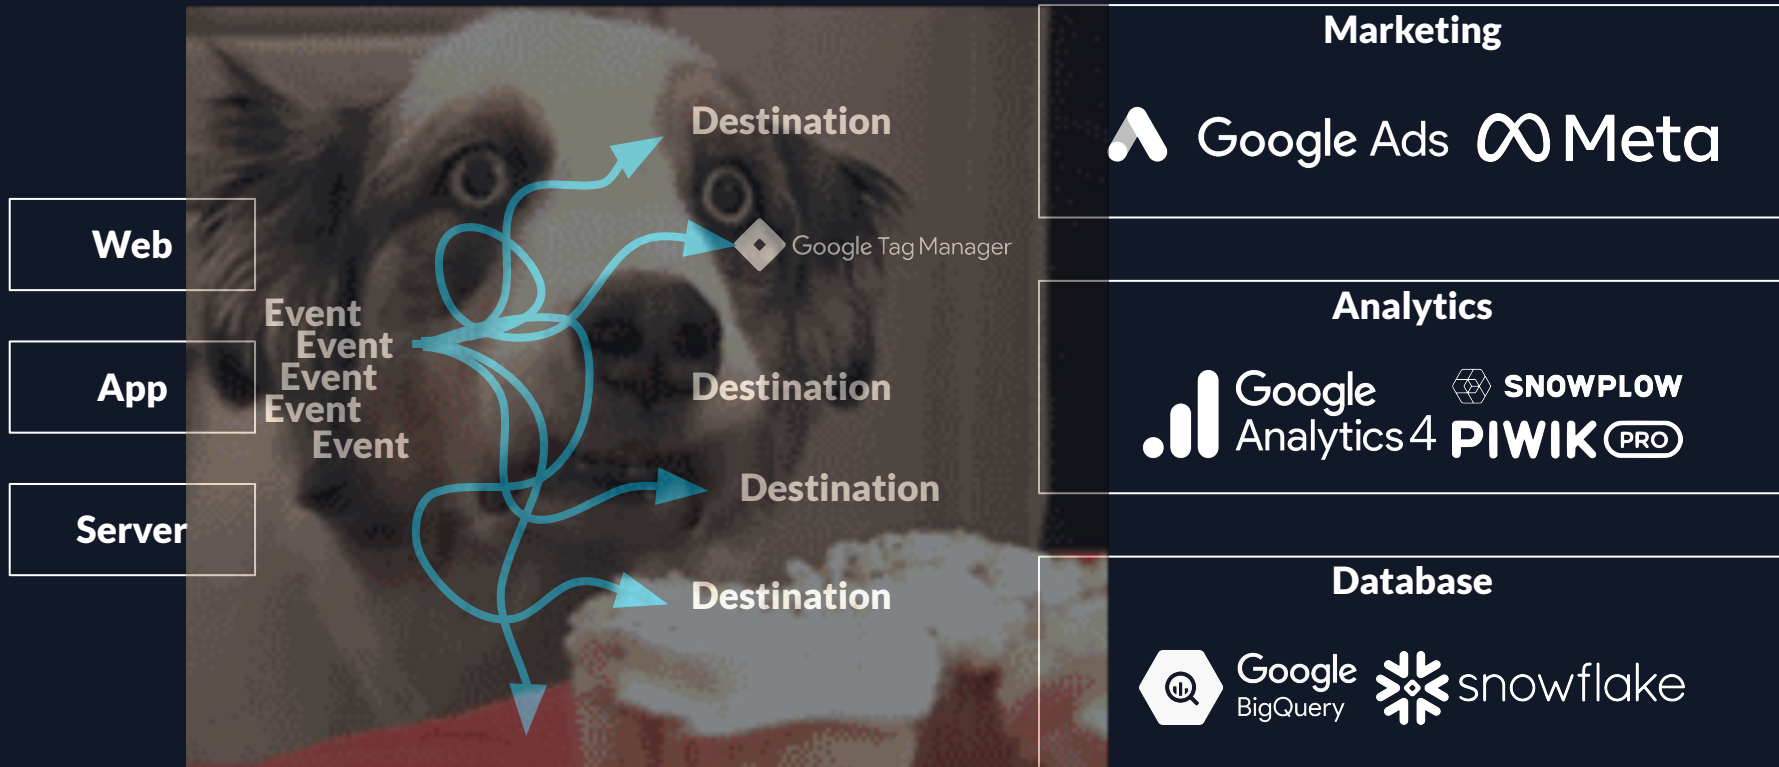 Web
App
Server
Event
Event
Event
Event
Event
Destination
Google Tag Manager
Destination
Destination
Destination
Marketing
Google Ads
Meta
Analytics
Google
Analytics 4
SNOWPLOW
PIWIK PRO
Database
Google
BigQuery
snowflake